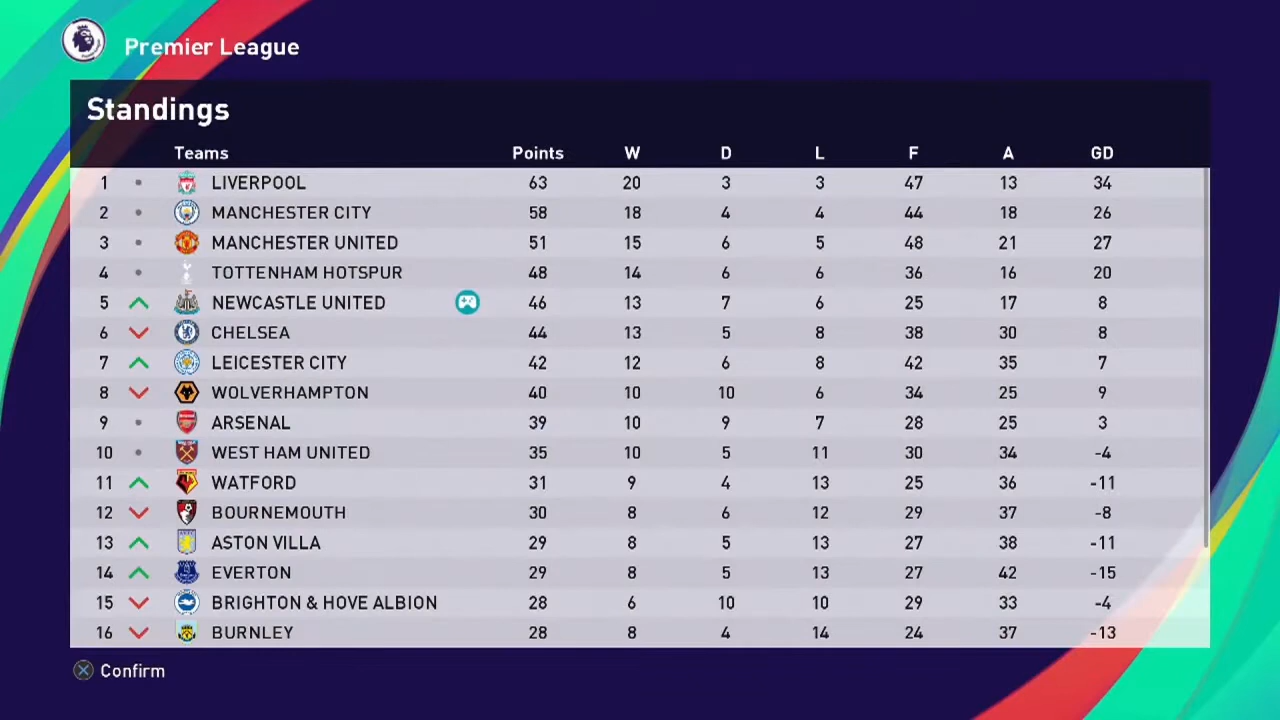 Premier League
Standings
Teams Points W D L F A GD
1 LIVERPOOL 63 20 3 3 47 13 34
2 MANCHESTER CITY 58 18 4 4 44 18 26
3 MANCHESTER UNITED 51 15 6 5 48 21 27
4 TOTTENHAM HOTSPUR 48 14 6 6 36 16 20
5 NEWCASTLE UNITED 46 13 7 6 25 17 8
6 CHELSEA 44 13 5 8 38 30 8
7 LEICESTER CITY 42 12 6 8 42 35 7
8 WOLVERHAMPTON 40 10 10 6 34 25 9
9 ARSENAL 39 10 9 7 28 25 3
10 WEST HAM UNITED 35 10 5 11 30 34 -4
11 WATFORD 31 9 4 13 25 36 -11
12 BOURNEMOUTH 30 8 6 12 29 37 -8
13 ASTON VILLA 29 8 5 13 27 38 -11
14 EVERTON 29 8 5 13 27 42 -15
15 BRIGHTON & HOVE ALBION 28 6 10 10 29 33 -4
16 BURNLEY 28 8 4 14 24 37 -13
Confirm